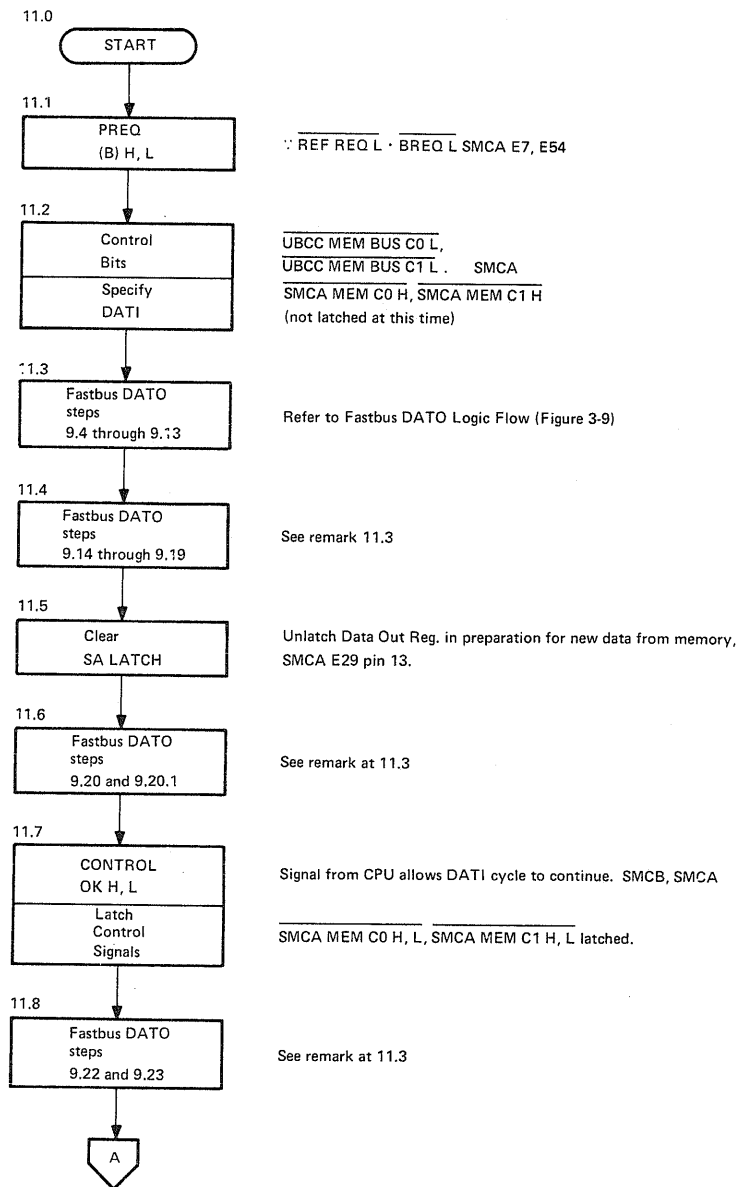 11.0
START
11.1
PREQ
(B) H, L
∵ REF REQ L · BREQ L SMCA E7, E54
11.2
Control
Bits
Specify
DATI
UBCC MEM BUS C0 L,
UBCC MEM BUS C1 L . SMCA
SMCA MEM C0 H, SMCA MEM C1 H
(not latched at this time)
11.3
Fastbus DATO
steps
9.4 through 9.13
Refer to Fastbus DATO Logic Flow (Figure 3-9)
11.4
Fastbus DATO
steps
9.14 through 9.19
See remark 11.3
11.5
Clear
SA LATCH
Unlatch Data Out Reg. in preparation for new data from memory,
SMCA E29 pin 13.
11.6
Fastbus DATO
steps
9.20 and 9.20.1
See remark at 11.3
11.7
CONTROL
OK H, L
Latch
Control
Signals
Signal from CPU allows DATI cycle to continue. SMCB, SMCA
SMCA MEM C0 H, L, SMCA MEM C1 H, L latched.
11.8
Fastbus DATO
steps
9.22 and 9.23
See remark at 11.3
A